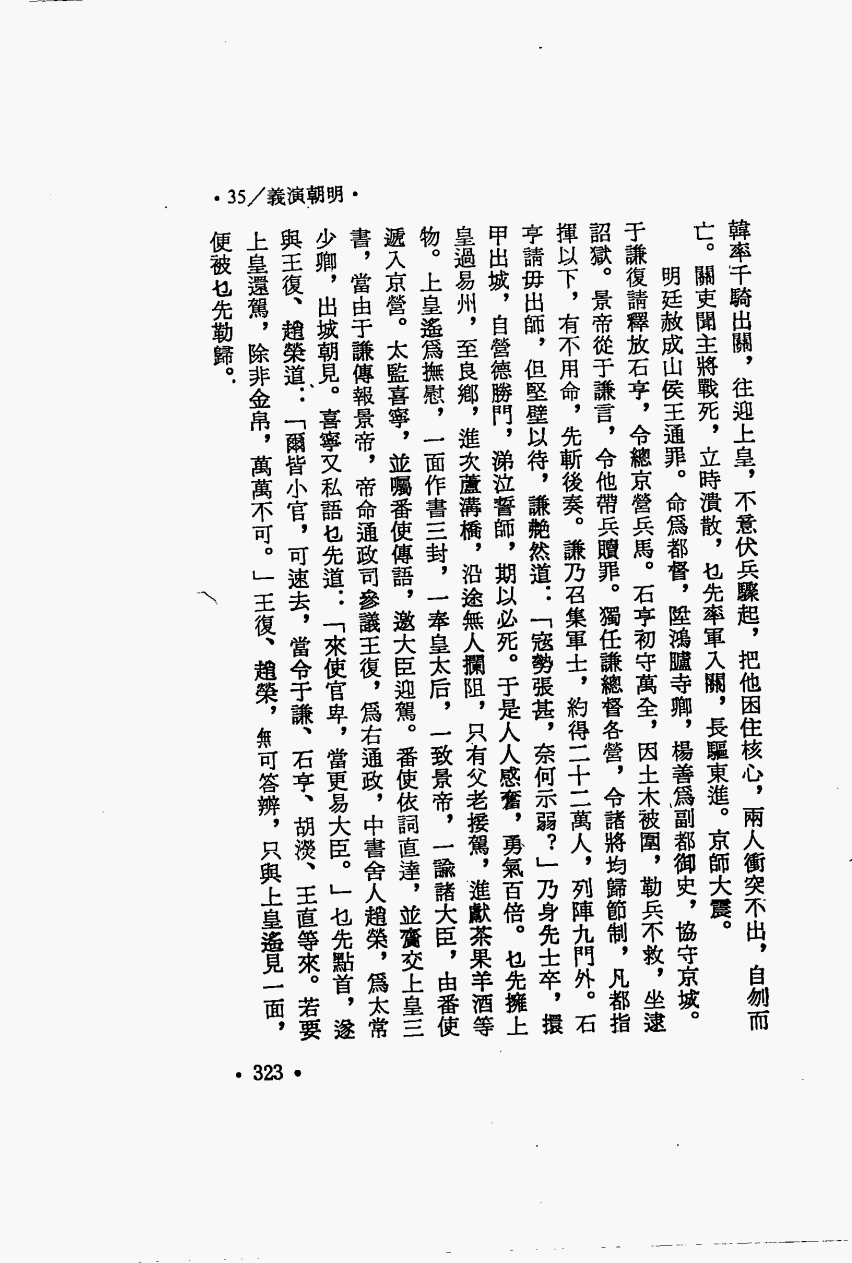 •35／義演朝明•
韓率千騎出關，往迎上皇，不意伏兵驟起，把他困住核心，兩人衝突不出，自刎而
亡。關吏聞主將戰死，立時潰散，乜先率軍入關，長驅東進。京師大震。
明廷赦成山侯王通罪。命爲都督，陞鴻臚寺卿，楊善爲副都御史，協守京城。
于謙復請釋放石亨，令總京營兵馬。石亨初守萬全，因土木被圍，勒兵不救，坐逮
詔獄。景帝從于謙言，令他帶兵贖罪。獨任謙總督各營，令諸將均歸節制，凡都指
揮以下，有不用命，先斬後奏。謙乃召集軍士，約得二十二萬人，列陣九門外。石
亨請毋出師，但堅壁以待，謙艴然道：「寇勢張甚，奈何示弱？」乃身先士卒，擐
甲出城，自營德勝門，涕泣誓師，期以必死。于是人人感奮，勇氣百倍。乜先擁上
皇過易州，至良鄉，進次蘆溝橋，沿途無人攔阻，只有父老接駕，進獻茶果羊酒等
物。上皇遙爲撫慰，一面作書三封，一奉皇太后，一致景帝，一諭諸大臣，由番使
遞入京營。太監喜寧，並囑番使傳語，邀大臣迎駕。番使依詞直達，並齎交上皇三
書，當由于謙傳報景帝，帝命通政司參議王復，爲右通政，中書舍人趙榮，爲太常
少卿，出城朝見。喜寧又私語乜先道：「來使官卑，當更易大臣。」乜先點首，遂
與王復、趙榮道：「爾皆小官，可速去，當令于謙、石亨、胡濙、王直等來。若要
上皇還駕，除非金帛，萬萬不可。」王復、趙榮，無可答辨，只與上皇遙見一面，
便被乜先勒歸。
•323•